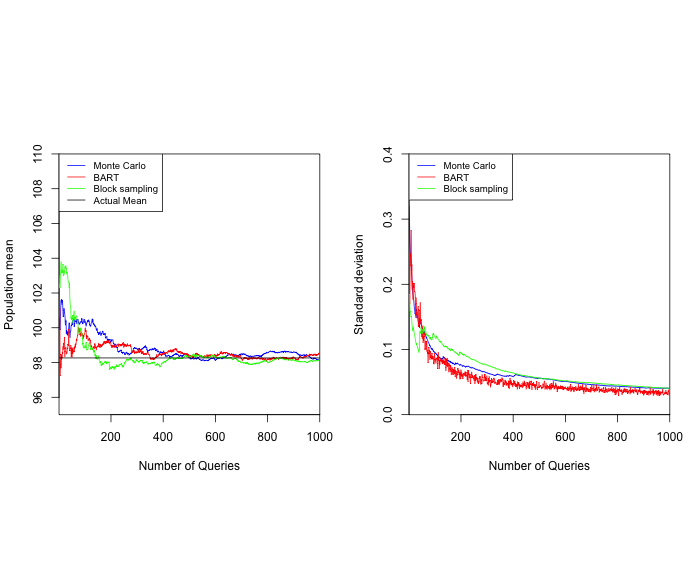 Population mean
96
98
100
102
104
106
108
110
Monte Carlo
BART
Block sampling
Actual Mean
200
400
600
800
1000
Number of Queries
Standard deviation
0.0
0.1
0.2
0.3
0.4
Monte Carlo
BART
Block sampling
200
400
600
800
1000
Number of Queries